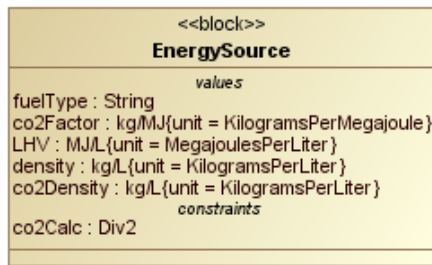 <<block>>
EnergySource
values
fuelType : String
co2Factor : kg/MJ{unit = KilogramsPerMegajoule}
LHV : MJ/L{unit = MegajoulesPerLiter}
density : kg/L{unit = KilogramsPerLiter}
co2Density : kg/L{unit = KilogramsPerLiter}
constraints
co2Calc : Div2